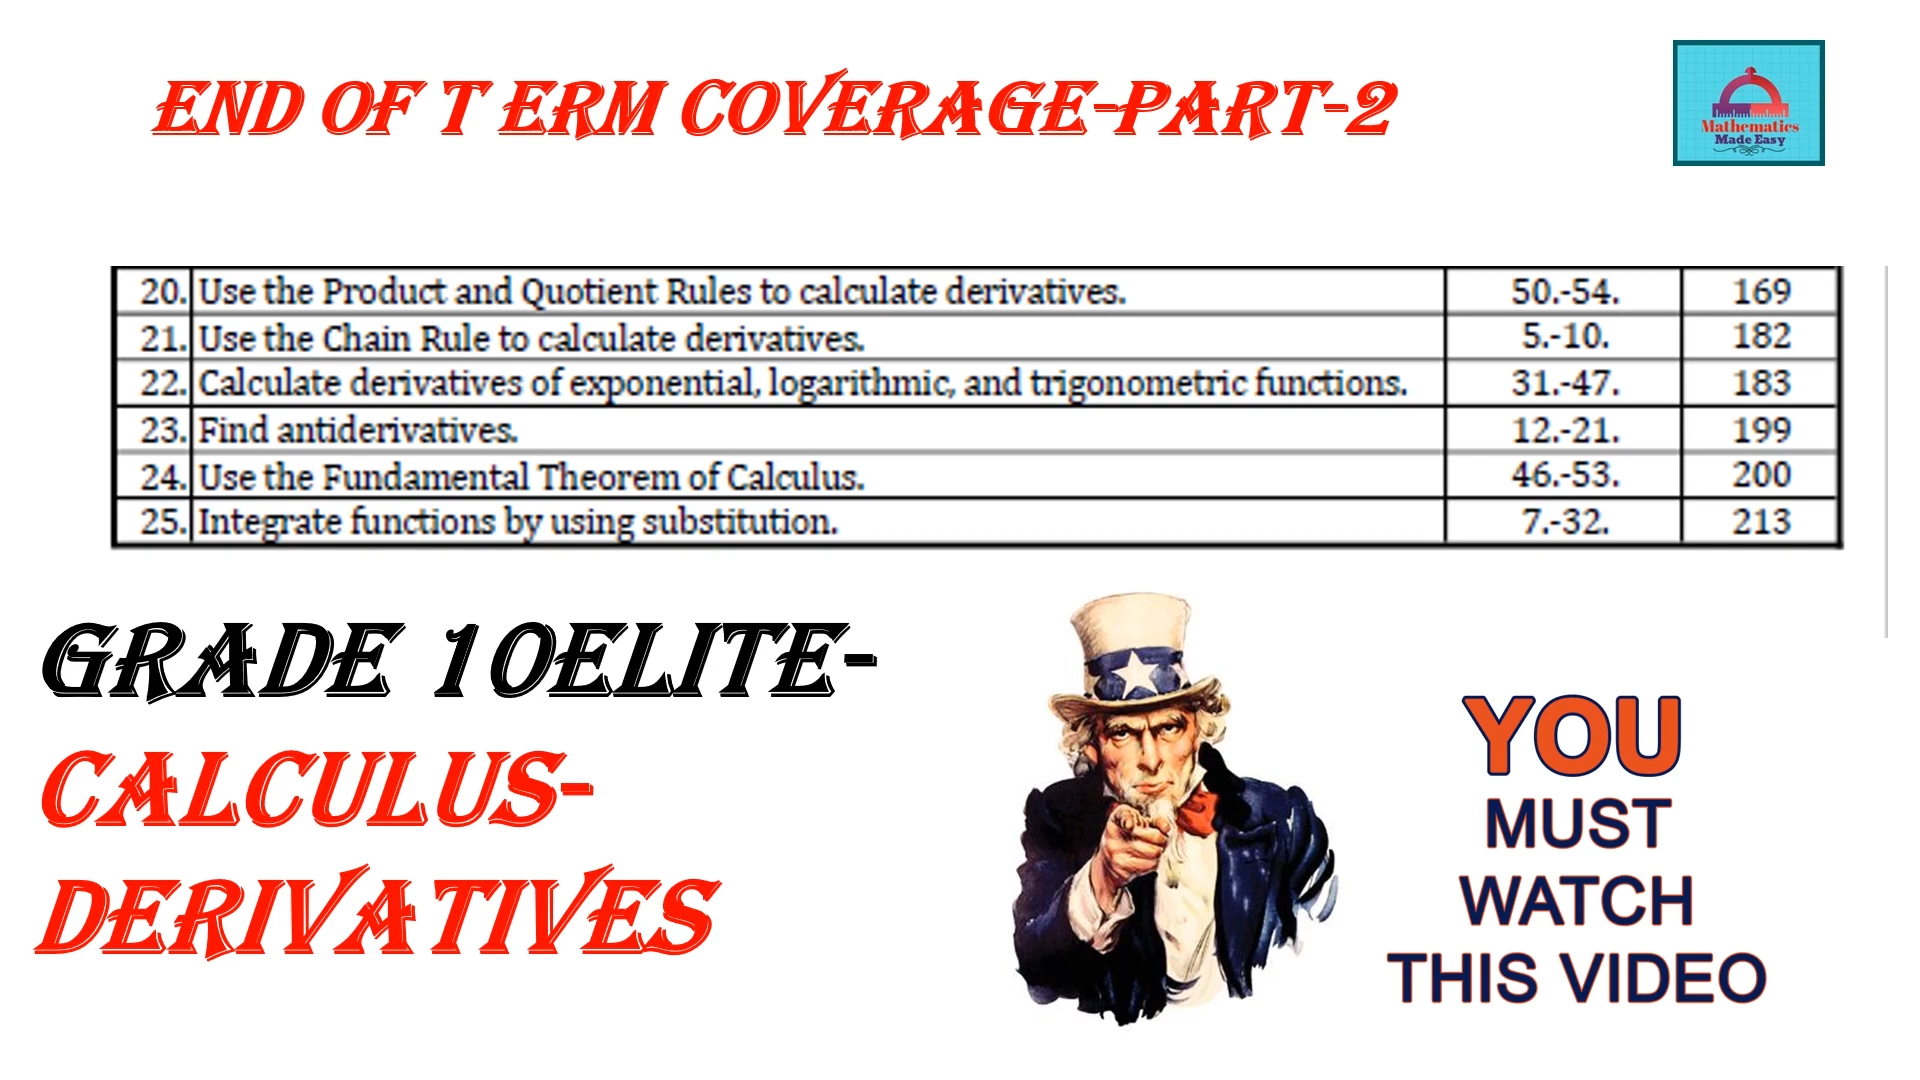 END OF T ERM COVERAGE-PART-2
Mathematics
Made Easy
20. Use the Product and Quotient Rules to calculate derivatives. 50.-54. 169
21. Use the Chain Rule to calculate derivatives. 5.-10. 182
22. Calculate derivatives of exponential, logarithmic, and trigonometric functions. 31.-47. 183
23. Find antiderivatives. 12.-21. 199
24. Use the Fundamental Theorem of Calculus. 46.-53. 200
25. Integrate functions by using substitution. 7.-32. 213
GRADE 10ELITE-
CALCULUS-
DERIVATIVES
YOU
MUST
WATCH
THIS VIDEO